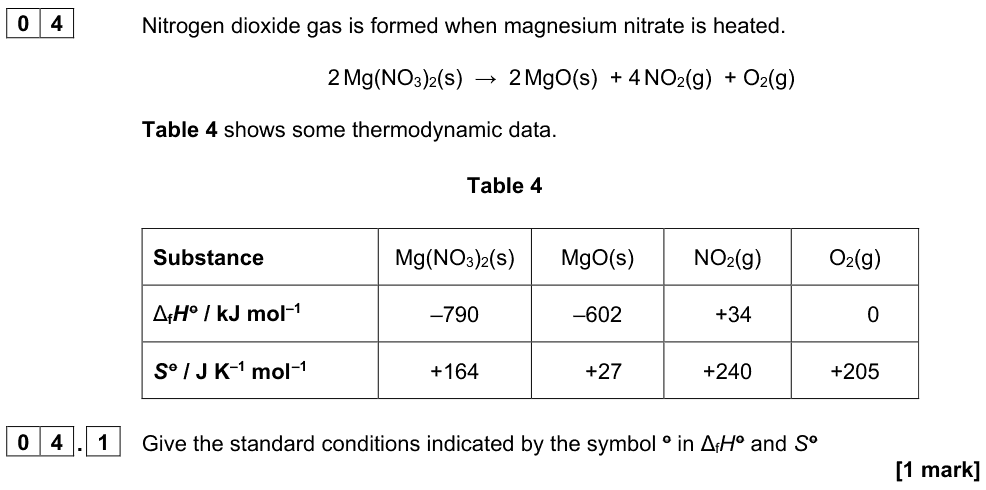 0 4 Nitrogen dioxide gas is formed when magnesium nitrate is heated.
2 Mg(NO₃)₂(s) → 2 MgO(s) + 4 NO₂(g) + O₂(g)
Table 4 shows some thermodynamic data.
Table 4
Substance Mg(NO₃)₂(s) MgO(s) NO₂(g) O₂(g)
ΔfH⦵ / kJ mol⁻¹ –790 –602 +34 0
S⦵ / J K⁻¹ mol⁻¹ +164 +27 +240 +205
0 4 . 1 Give the standard conditions indicated by the symbol ⦵ in ΔfH⦵ and S⦵
[1 mark]